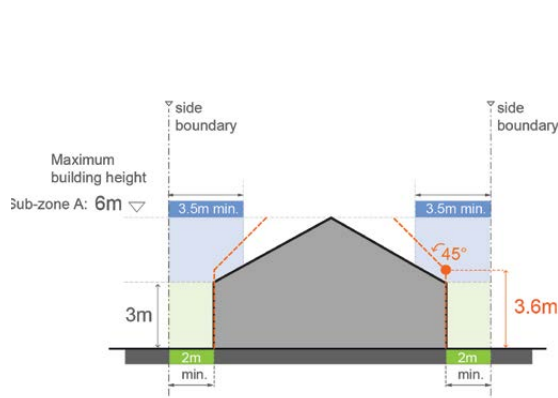 side
boundary
side
boundary
Maximum
building height
Sub-zone A: 6m
3.5m min.
3.5m min.
45°
3m
3.6m
2m
min.
2m
min.